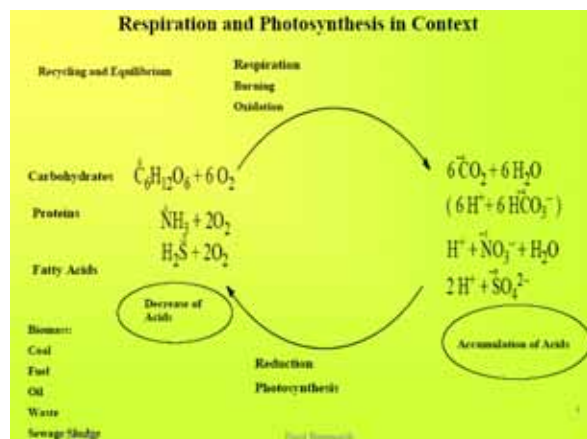 Respiration and Photosynthesis in Context
Recycling and Equilibrium
Respiration
Burning
Oxidation
Carbohydrates
C₆H₁₂O₆ + 6 O₂
6 CO₂ + 6 H₂O
( 6 H⁺ + 6 HCO₃⁻ )
Proteins
NH₃ + 2O₂
H⁺ + NO₃⁻ + H₂O
H₂S + 2O₂
2 H⁺ + SO₄²⁻
Fatty Acids
Decrease of
Acids
Accumulation of Acids
Biomass:
Coal
Fuel
Oil
Waste
Sewage Sludge
Reduction
Photosynthesis